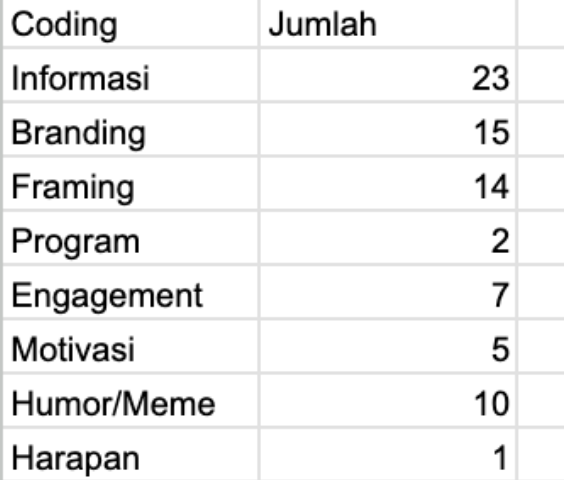 Coding Jumlah
Informasi 23
Branding 15
Framing 14
Program 2
Engagement 7
Motivasi 5
Humor/Meme 10
Harapan 1